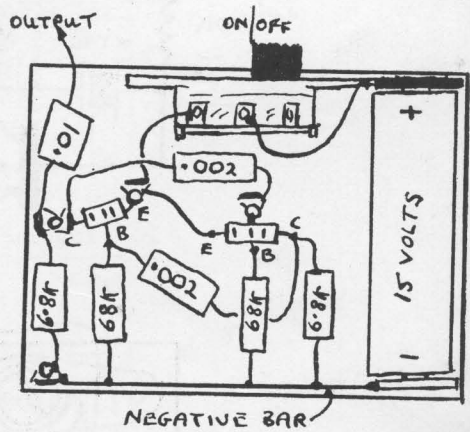 OUTPUT
ON/OFF
.01
.002
E
C
B
E
C
B
.002
6.8K
68K
68K
6.8K
+
15 VOLTS
-
NEGATIVE BAR